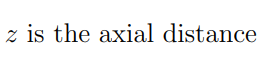 z is the axial distance